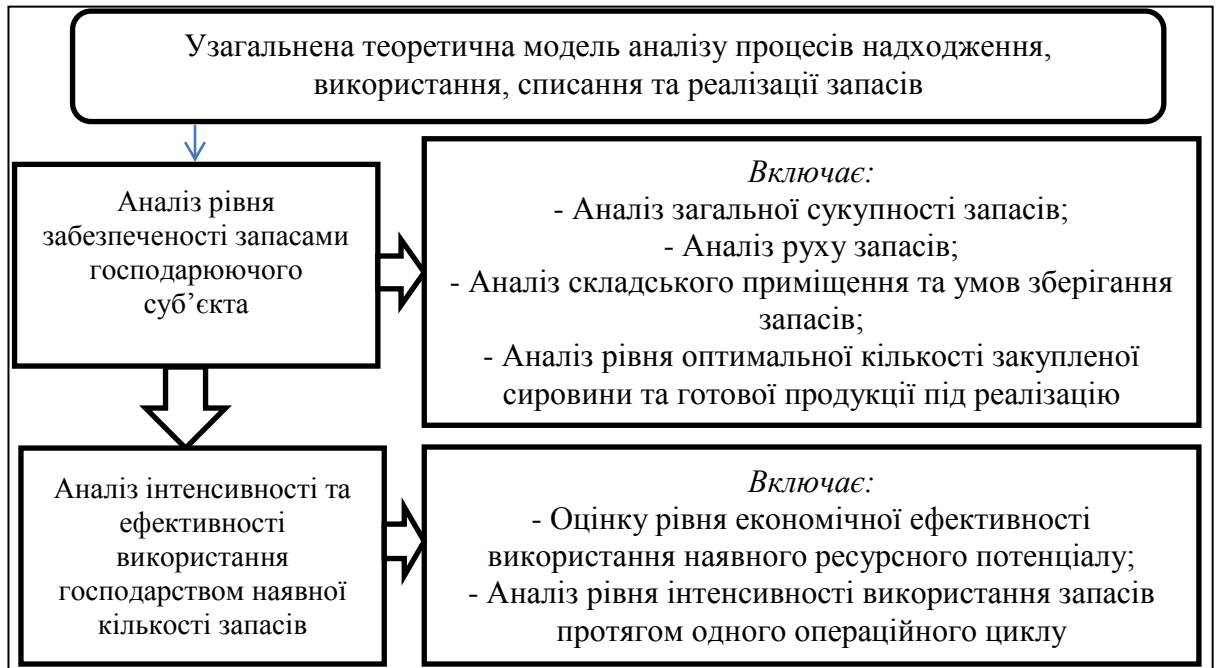 Узагальнена теоретична модель аналізу процесів надходження,
використання, списання та реалізації запасів
Аналіз рівня
забезпеченості запасами
господарюючого
суб’єкта
Включає:
- Аналіз загальної сукупності запасів;
- Аналіз руху запасів;
- Аналіз складського приміщення та умов зберігання
запасів;
- Аналіз рівня оптимальної кількості закупленої
сировини та готової продукції під реалізацію
Аналіз інтенсивності та
ефективності
використання
господарством наявної
кількості запасів
Включає:
- Оцінку рівня економічної ефективності
використання наявного ресурсного потенціалу;
- Аналіз рівня інтенсивності використання запасів
протягом одного операційного циклу